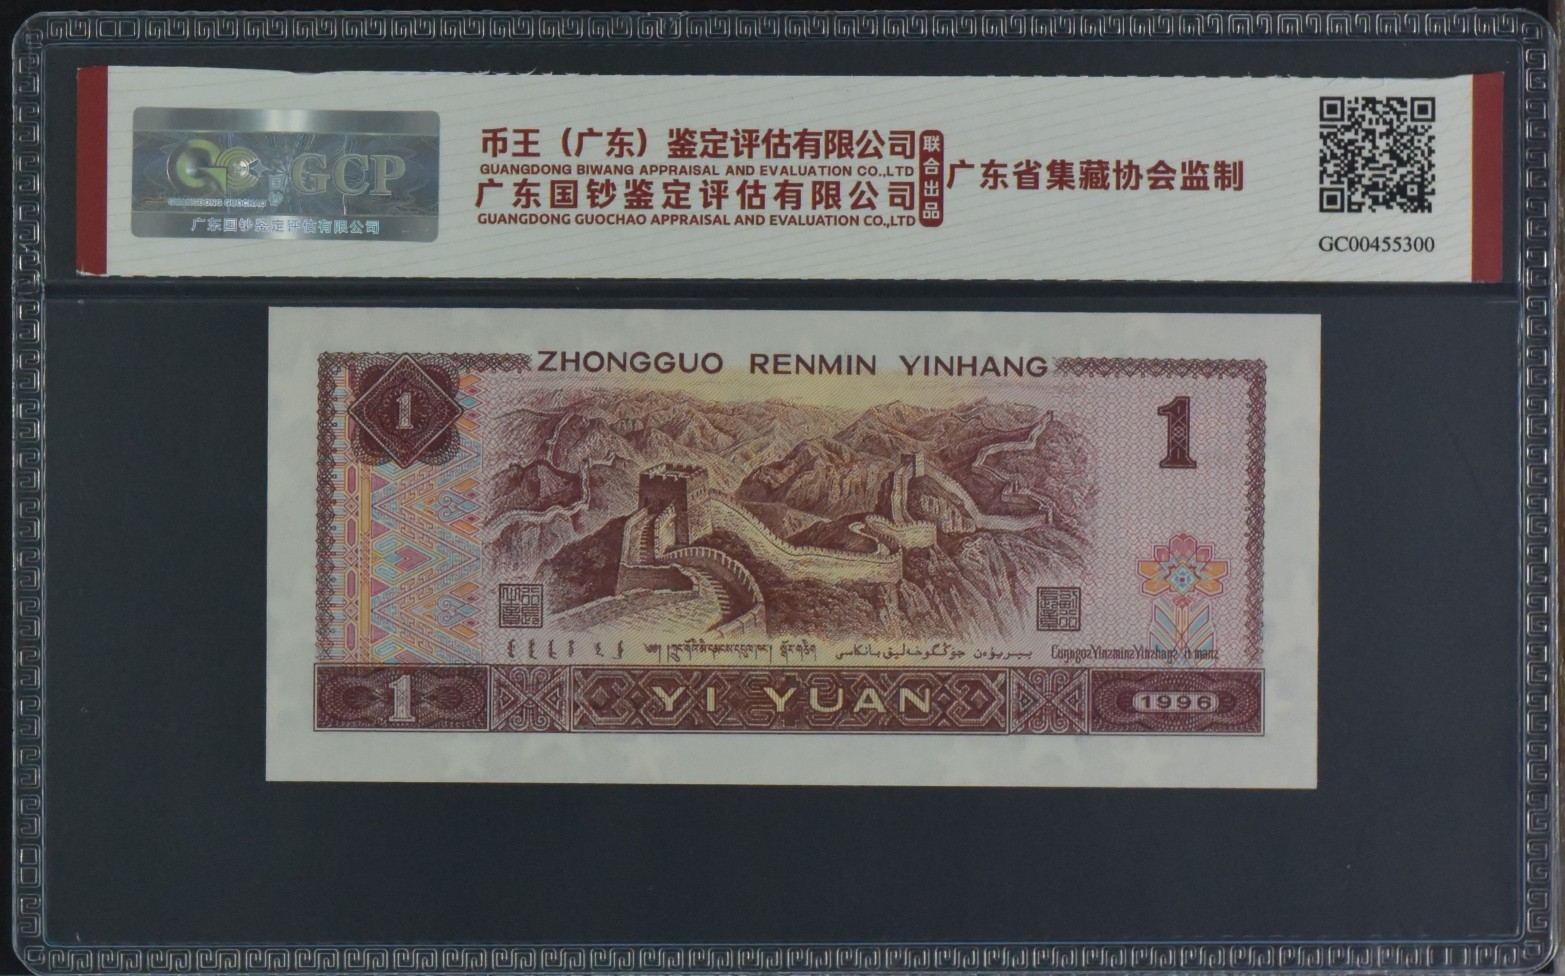 GCP
GUANGDONG GUOCHAO
广东国钞鉴定评估有限公司
币王（广东）鉴定评估有限公司
GUANGDONG BIWANG APPRAISAL AND EVALUATION CO.,LTD
广东国钞鉴定评估有限公司
GUANGDONG GUOCHAO APPRAISAL AND EVALUATION CO.,LTD
联合出品
广东省集藏协会监制
GC00455300
ZHONGGUO RENMIN YINHANG
1
1
1
YI YUAN
1996